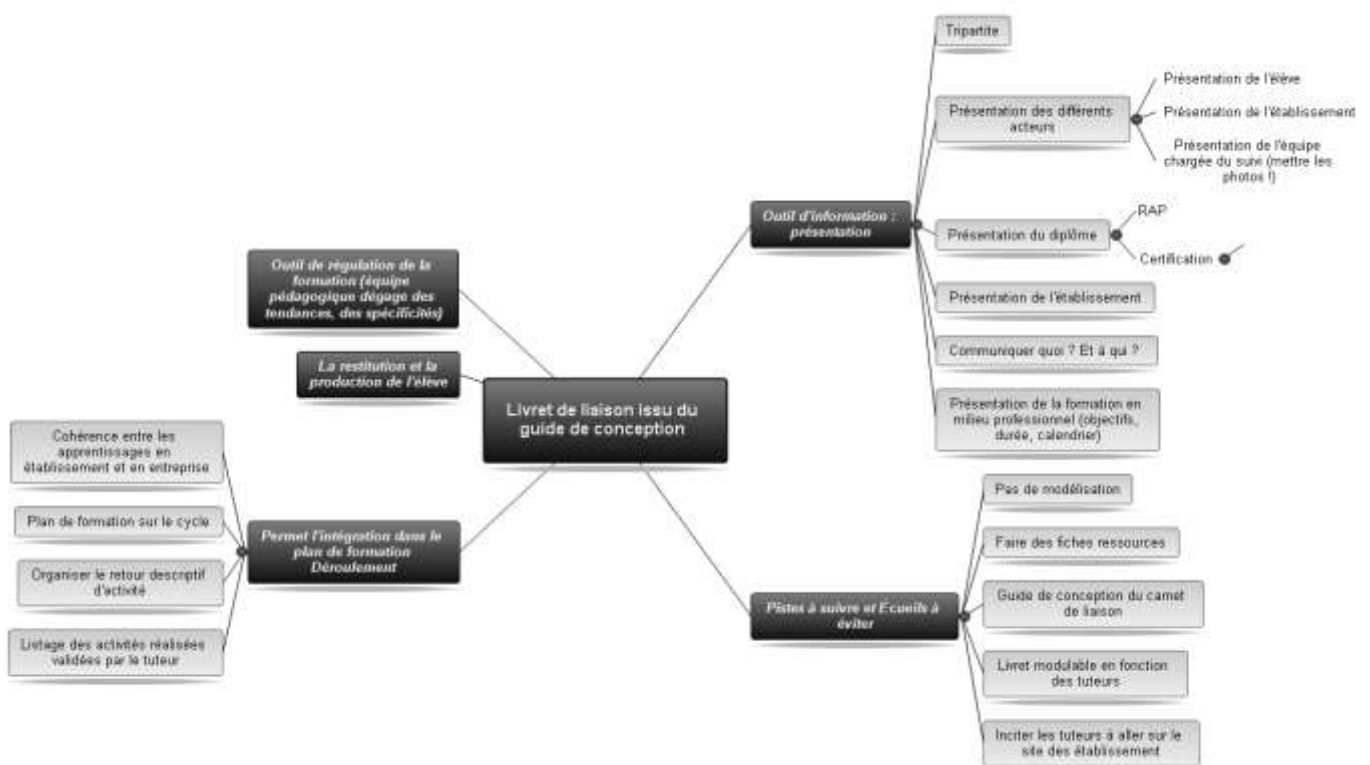 Tripartite
Présentation des différents
acteurs
Présentation de l'élève
Présentation de l'établissement
Présentation de l'équipe
chargée du suivi (mettre les
photos !)
Outil d'information :
présentation
Présentation du diplôme
RAP
Certification
Présentation de l'établissement
Communiquer quoi ? Et à qui ?
Présentation de la formation en
milieu professionnel (objectifs,
durée, calendrier)
Outil de régulation de la
formation (équipe
pédagogique dégage des
tendances, des spécificités)
La restitution et la
production de l'élève
Livret de liaison issu du
guide de conception
Cohérence entre les
apprentissages en
établissement et en entreprise
Plan de formation sur le cycle
Organiser le retour descriptif
d'activité
Listage des activités réalisées
validées par le tuteur
Permet l'intégration dans le
plan de formation
Déroulement
Pistes à suivre et Écueils à
éviter
Pas de modélisation
Faire des fiches ressources
Guide de conception du carnet
de liaison
Livret modulable en fonction
des tuteurs
Inciter les tuteurs à aller sur le
site des établissement